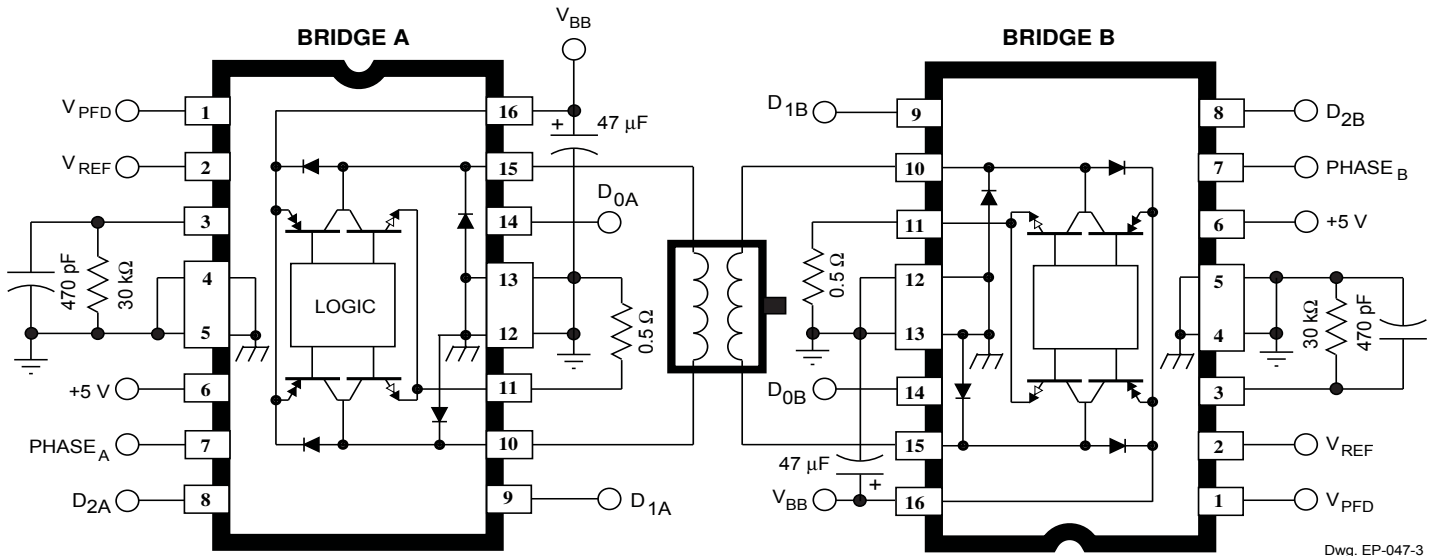 V_BB
BRIDGE A
BRIDGE B
V_PFD
1
16
+
47 µF
D_1B
9
8
D_2B
V_REF
2
15
10
7
PHASE_B
D_0A
3
14
11
6
+5 V
470 pF
30 kΩ
4
13
0.5 Ω
12
5
30 kΩ
470 pF
LOGIC
5
12
0.5 Ω
13
4
+5 V
6
11
D_0B
14
3
PHASE_A
7
10
15
2
V_REF
47 µF
+
D_2A
8
9
D_1A
V_BB
16
1
V_PFD
Dwg. EP-047-3